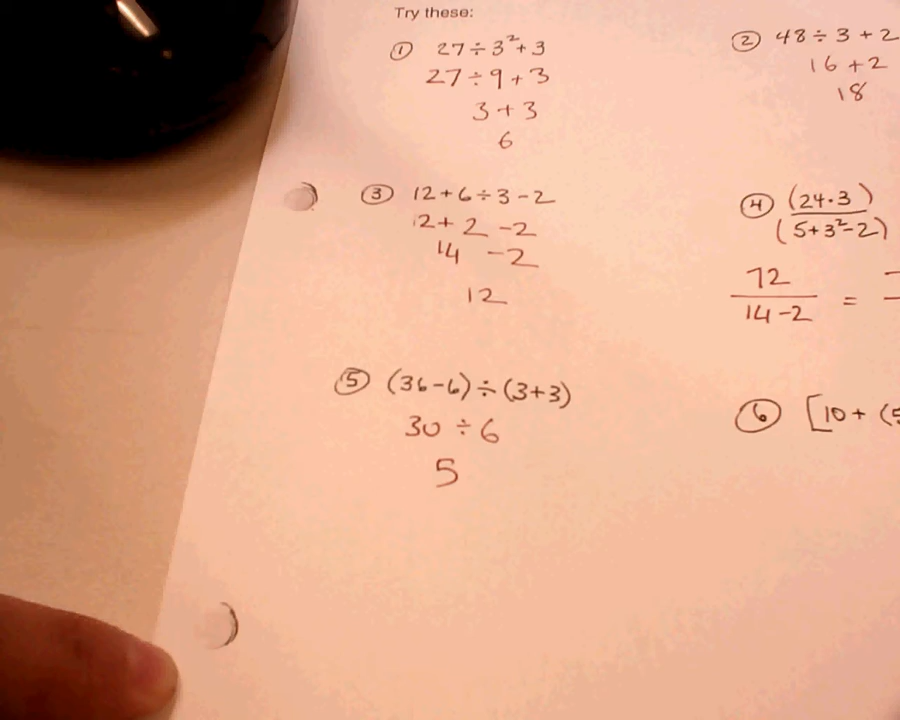 Try these:
① 27 ÷ 3² + 3
27 ÷ 9 + 3
3 + 3
6
② 48 ÷ 3 + 2
16 + 2
18
③ 12 + 6 ÷ 3 - 2
12 + 2 - 2
14 - 2
12
④ (24 · 3)
(5 + 3² - 2)
72
14 - 2 =
⑤ (36 - 6) ÷ (3 + 3)
30 ÷ 6
5
⑥ [10 + (5